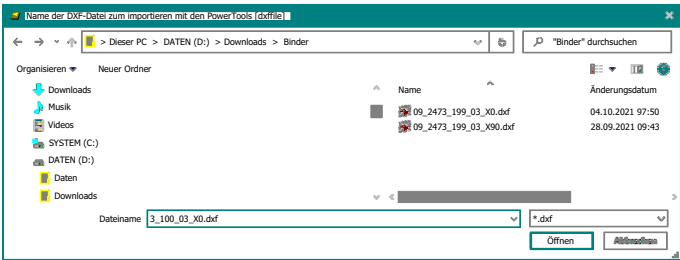 Name der DXF-Datei zum importieren mit den PowerTools [dxffile]
> Dieser PC > DATEN (D:) > Downloads > Binder
"Binder" durchsuchen
Organisieren
Neuer Ordner
Downloads
Musik
Videos
SYSTEM (C:)
DATEN (D:)
Daten
Downloads
Name
Änderungsdatum
09_2473_199_03_X0.dxf
04.10.2021 97:50
09_2473_199_03_X90.dxf
28.09.2021 09:43
Dateiname
3_100_03_X0.dxf
*.dxf
Öffnen
Abbrechen